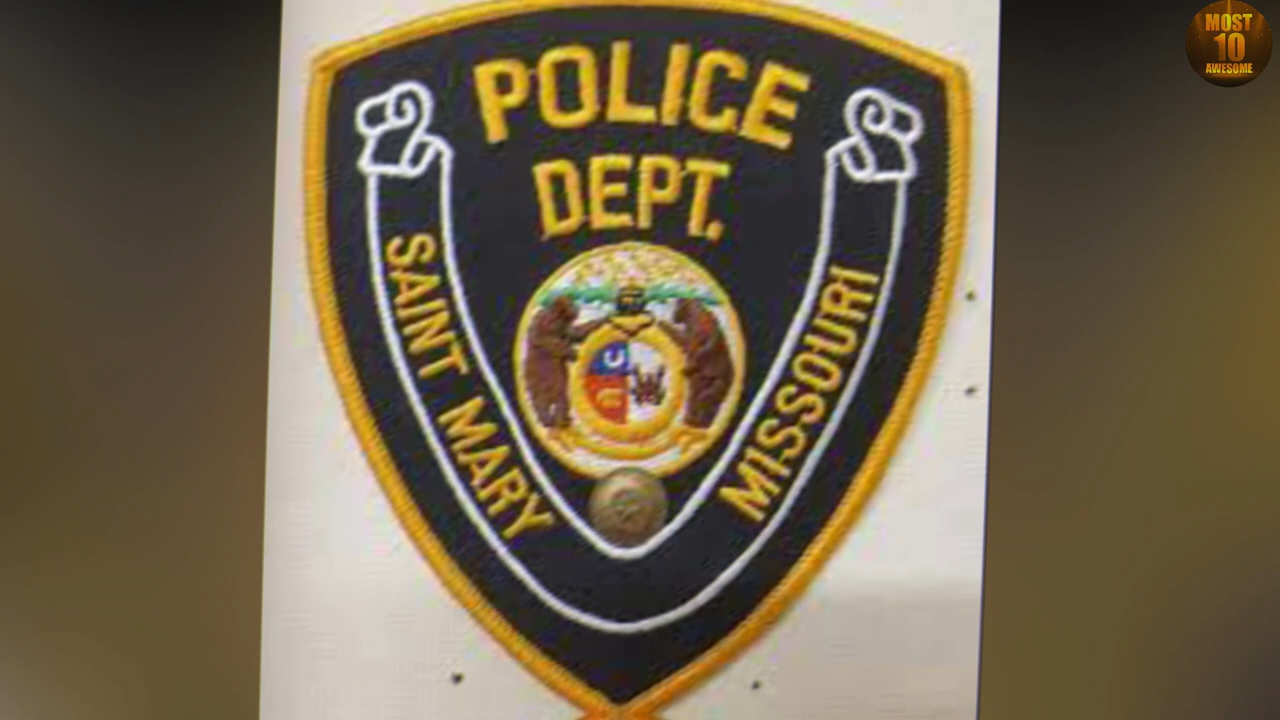 POLICE
DEPT.
SAINT MARY
MISSOURI
MOST
10
AWESOME